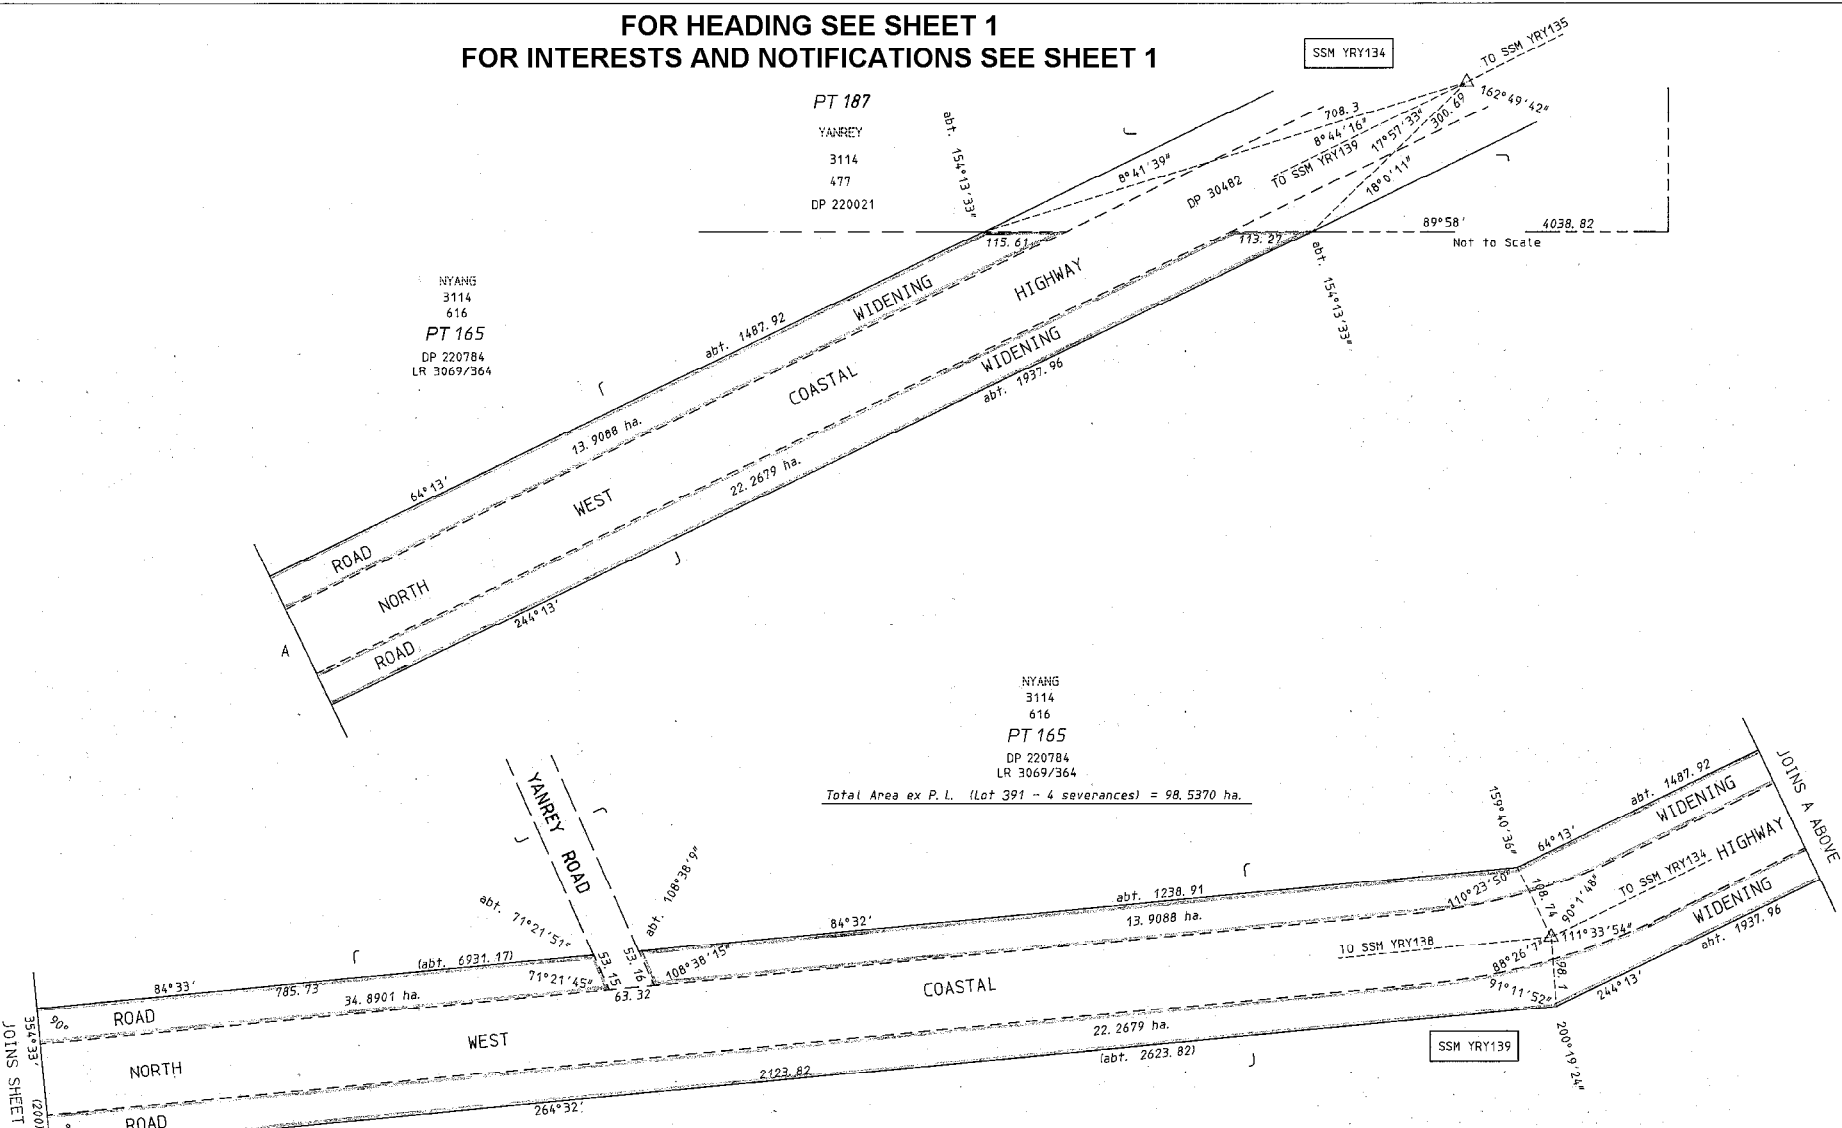 FOR HEADING SEE SHEET 1
FOR INTERESTS AND NOTIFICATIONS SEE SHEET 1
SSM YRY134
TO SSM YRY135
PT 187
YANREY
3114
477
DP 220021
abt. 154°13'33"
708.3
8°44'16"
17°57'33"
300.69
162°49'42"
8°41'39"
TO SSM YRY139
18°0'11"
DP 30482
115.61
113.27
89°58'
4038.82
Not to Scale
abt. 154°13'33"
NYANG
3114
616
PT 165
DP 220784
LR 3069/364
abt. 1487.92
WIDENING
HIGHWAY
WIDENING
abt. 1937.96
COASTAL
13.9088 ha.
22.2679 ha.
64°13'
WEST
ROAD
NORTH
244°13'
ROAD
A
NYANG
3114
616
PT 165
DP 220784
LR 3069/364
Total Area ex P.L. (Lot 391 - 4 severances) = 98.5370 ha.
YANREY ROAD
abt. 71°21'51"
abt. 108°38'9"
159°40'36"
64°13'
abt. 1487.92
WIDENING
JOINS A ABOVE
HIGHWAY
TO SSM YRY134
WIDENING
abt. 1937.96
244°13'
110°23'50"
108.74
90°1'48"
111°33'54"
88°26'17"
98.1
91°11'52"
200°19'24"
TO SSM YRY138
abt. 1238.91
13.9088 ha.
84°32'
53.15
53.16
108°38'15"
71°21'45"
63.32
(abt. 6931.17)
84°33'
785.73
34.8901 ha.
90°
ROAD
354°33'
JOINS SHEET
(200)
COASTAL
WEST
NORTH
22.2679 ha.
(abt. 2623.82)
SSM YRY139
2123.82
264°32'
ROAD